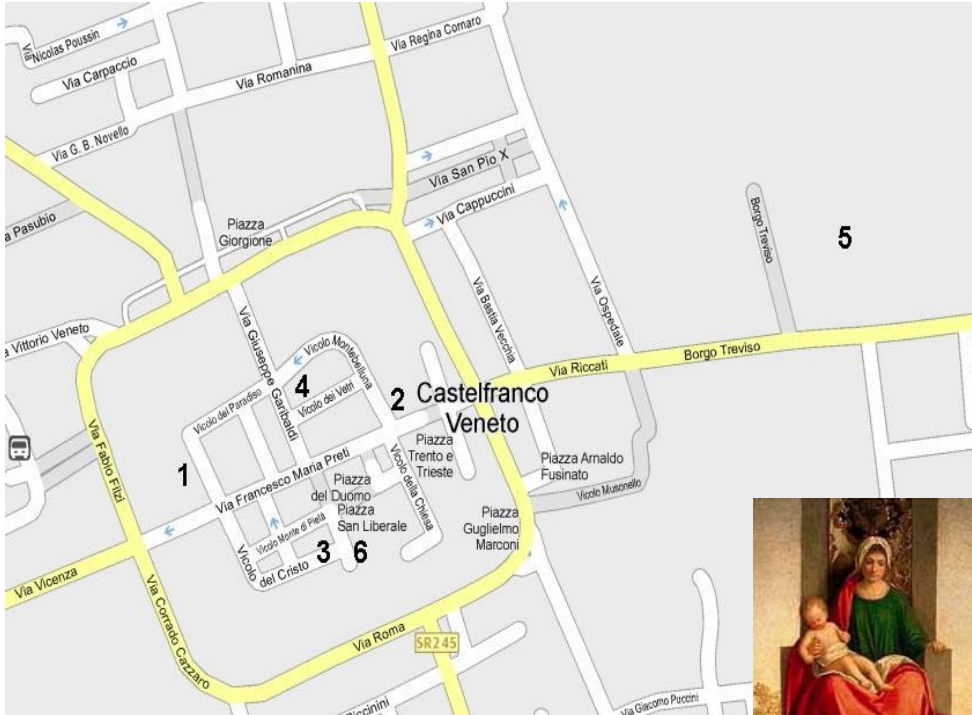 Via
Nicolas Poussin
Via Carpaccio
Via Romanina
Via Regina Cornaro
Via G. B. Novello
a Pasubio
Via San Pio X
Via Cappuccini
Piazza
Giorgione
Borgo Treviso
5
Via Bastia Vecchia
Via Ospedale
a Vittorio Veneto
Via Giuseppe Garibaldi
Vicolo Montebelluna
Via Riccati
Borgo Treviso
4
Vicolo dei Vetri
Vicolo del Paradiso
2
Castelfranco
Veneto
Via Fabio Filzi
1
Via Francesco Maria Preti
Piazza
Trento e
Trieste
Piazza Arnaldo
Fusinato
Vicolo della Chiesa
Piazza
del Duomo
Piazza
San Liberale
Vicolo Musonello
Piazza
Guglielmo
Marconi
Vicolo Monte di Pietà
3
6
Vicolo
del Cristo
Via Vicenza
Via Corrado Cazzaro
Via Roma
SR245
Riccinini
Via Giacomo Puccini